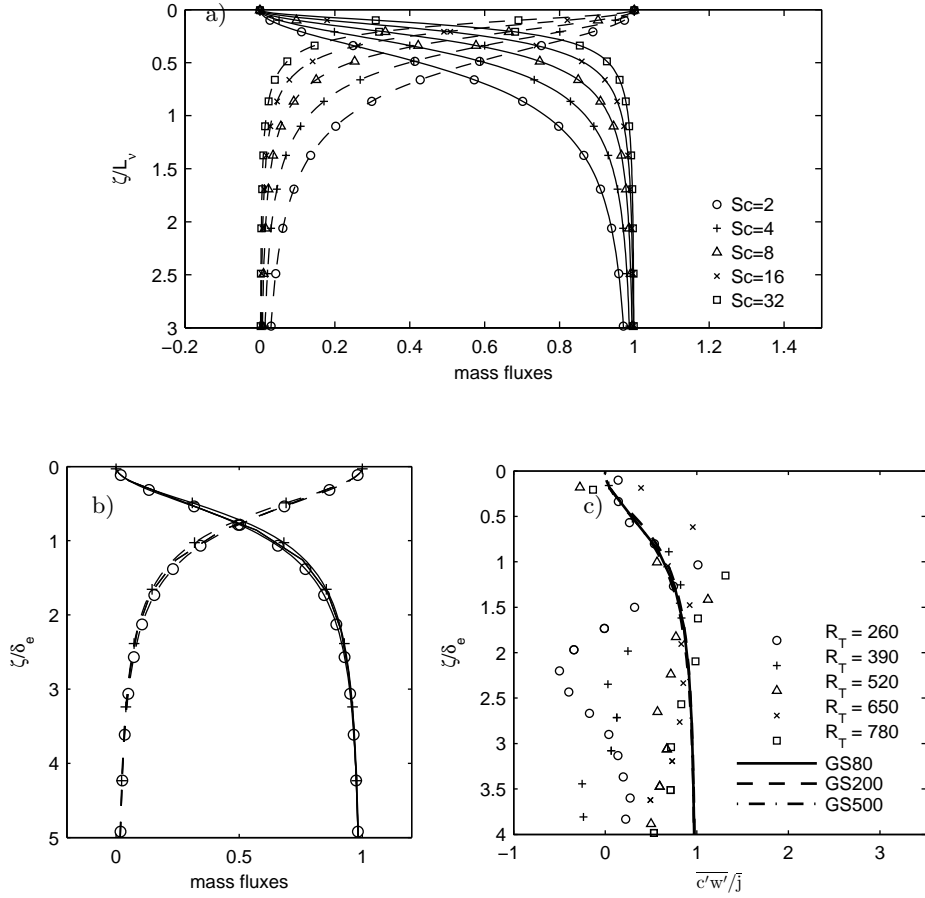 a)
0
0.5
1
1.5
2
2.5
3
ζ/L_v
−0.2 0 0.2 0.4 0.6 0.8 1 1.2 1.4
mass fluxes
Sc=2
Sc=4
Sc=8
Sc=16
Sc=32
b)
0
1
2
3
4
5
ζ/δ_e
0 0.5 1
mass fluxes
c)
0
0.5
1
1.5
2
2.5
3
3.5
4
ζ/δ_e
−1 0 1 2 3
c′w′/j
R_T = 260
R_T = 390
R_T = 520
R_T = 650
R_T = 780
GS80
GS200
GS500